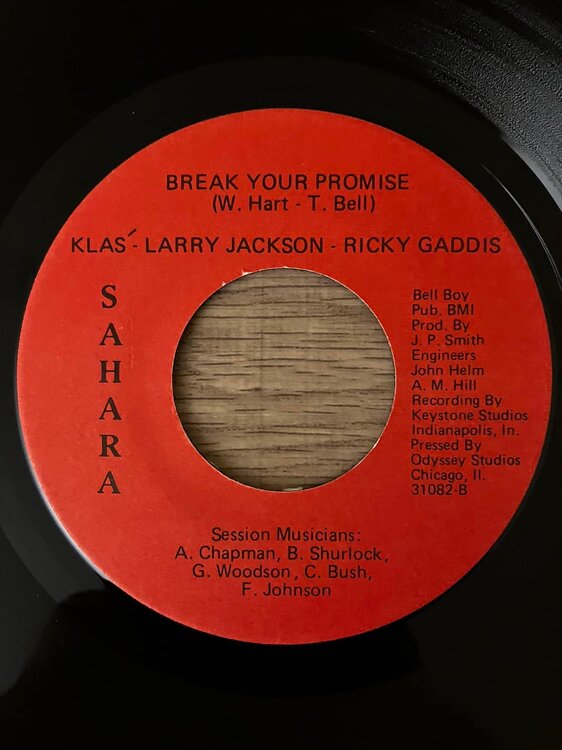 BREAK YOUR PROMISE
(W. Hart - T. Bell)
KLAS´- LARRY JACKSON - RICKY GADDIS
SAHARA
Bell Boy
Pub. BMI
Prod. By
J. P. Smith
Engineers
John Helm
A. M. Hill
Recording By
Keystone Studios
Indianapolis, In.
Pressed By
Odyssey Studios
Chicago, Il.
31082-B
Session Musicians:
A. Chapman, B. Shurlock,
G. Woodson, C. Bush,
F. Johnson